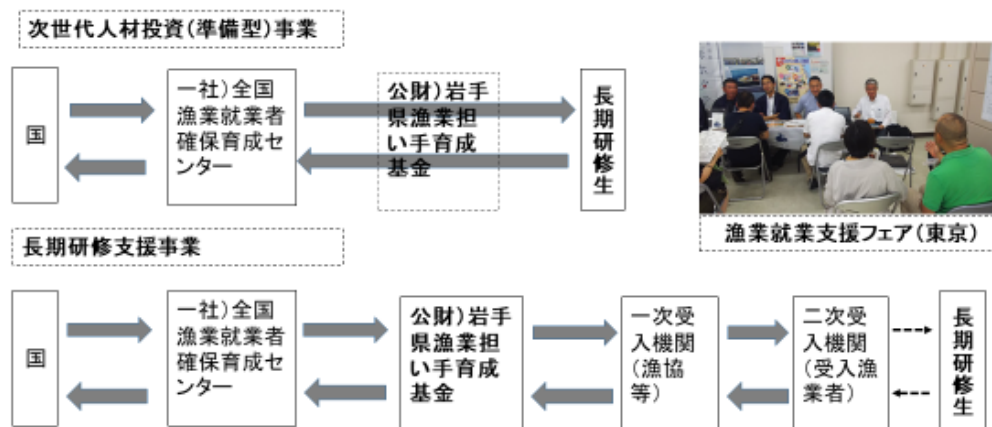 次世代人材投資(準備型)事業
国
一社)全国
漁業就業者
確保育成セ
ンター
公財)岩手
県漁業担
い手育成
基金
長期研修生
漁業就業支援フェア(東京)
長期研修支援事業
国
一社)全国
漁業就業者
確保育成セ
ンター
公財)岩手
県漁業担
い手育成
基金
一次受
入機関
(漁協
等)
二次受
入機関
(受入漁
業者)
長期研修生